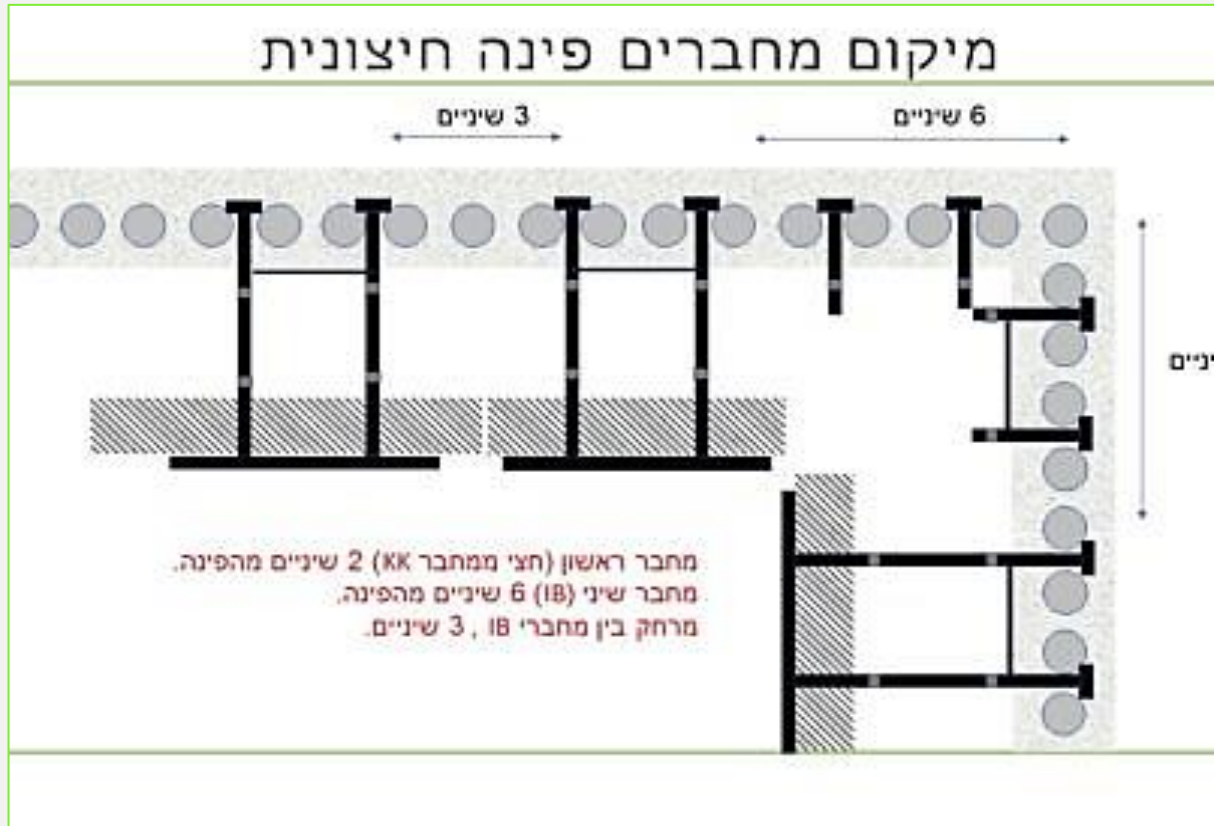 מיקום מחברים פינה חיצונית
3 שיניים
6 שיניים
מחבר ראשון (חצי ממחבר KK) 2 שיניים מהפינה.
מחבר שיני (IB) 6 שיניים מהפינה.
מרחק בין מחברי IB , 3 שיניים.